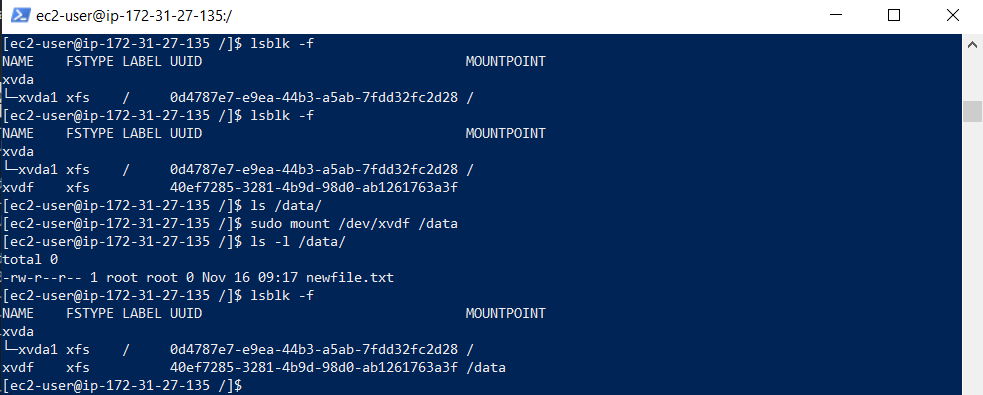 ec2-user@ip-172-31-27-135:/
[ec2-user@ip-172-31-27-135 /]$ lsblk -f
NAME    FSTYPE LABEL UUID                                 MOUNTPOINT
xvda
└─xvda1 xfs    /     0d4787e7-e9ea-44b3-a5ab-7fdd32fc2d28 /
[ec2-user@ip-172-31-27-135 /]$ lsblk -f
NAME    FSTYPE LABEL UUID                                 MOUNTPOINT
xvda
└─xvda1 xfs    /     0d4787e7-e9ea-44b3-a5ab-7fdd32fc2d28 /
xvdf    xfs          40ef7285-3281-4b9d-98d0-ab1261763a3f
[ec2-user@ip-172-31-27-135 /]$ ls /data/
[ec2-user@ip-172-31-27-135 /]$ sudo mount /dev/xvdf /data
[ec2-user@ip-172-31-27-135 /]$ ls -l /data/
total 0
-rw-r--r-- 1 root root 0 Nov 16 09:17 newfile.txt
[ec2-user@ip-172-31-27-135 /]$ lsblk -f
NAME    FSTYPE LABEL UUID                                 MOUNTPOINT
xvda
└─xvda1 xfs    /     0d4787e7-e9ea-44b3-a5ab-7fdd32fc2d28 /
xvdf    xfs          40ef7285-3281-4b9d-98d0-ab1261763a3f /data
[ec2-user@ip-172-31-27-135 /]$